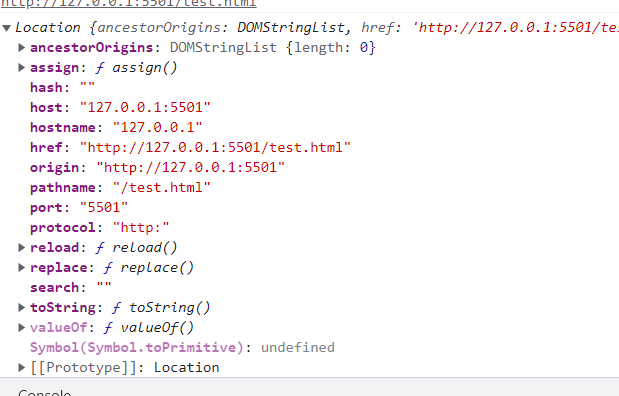 http://127.0.0.1:5501/test.html
Location {ancestorOrigins: DOMStringList, href: 'http://127.0.0.1:5501/tes
ancestorOrigins: DOMStringList {length: 0}
assign: ƒ assign()
hash: ""
host: "127.0.0.1:5501"
hostname: "127.0.0.1"
href: "http://127.0.0.1:5501/test.html"
origin: "http://127.0.0.1:5501"
pathname: "/test.html"
port: "5501"
protocol: "http:"
reload: ƒ reload()
replace: ƒ replace()
search: ""
toString: ƒ toString()
valueOf: ƒ valueOf()
Symbol(Symbol.toPrimitive): undefined
[[Prototype]]: Location
Console